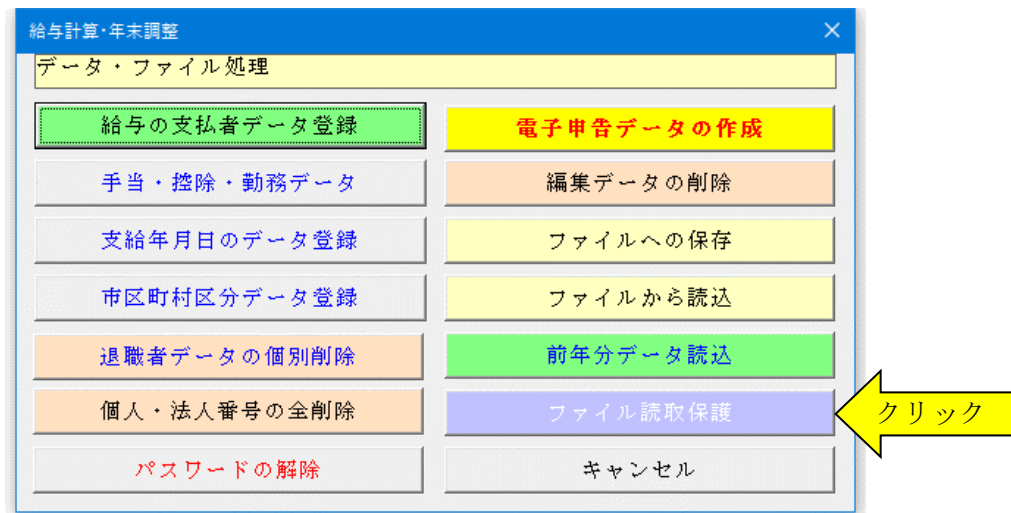 給与計算・年末調整
データ・ファイル処理
給与の支払者データ登録
電子申告データの作成
手当・控除・勤務データ
編集データの削除
支給年月日のデータ登録
ファイルへの保存
市区町村区分データ登録
ファイルから読込
退職者データの個別削除
前年分データ読込
個人・法人番号の全削除
ファイル読取保護
クリック
パスワードの解除
キャンセル